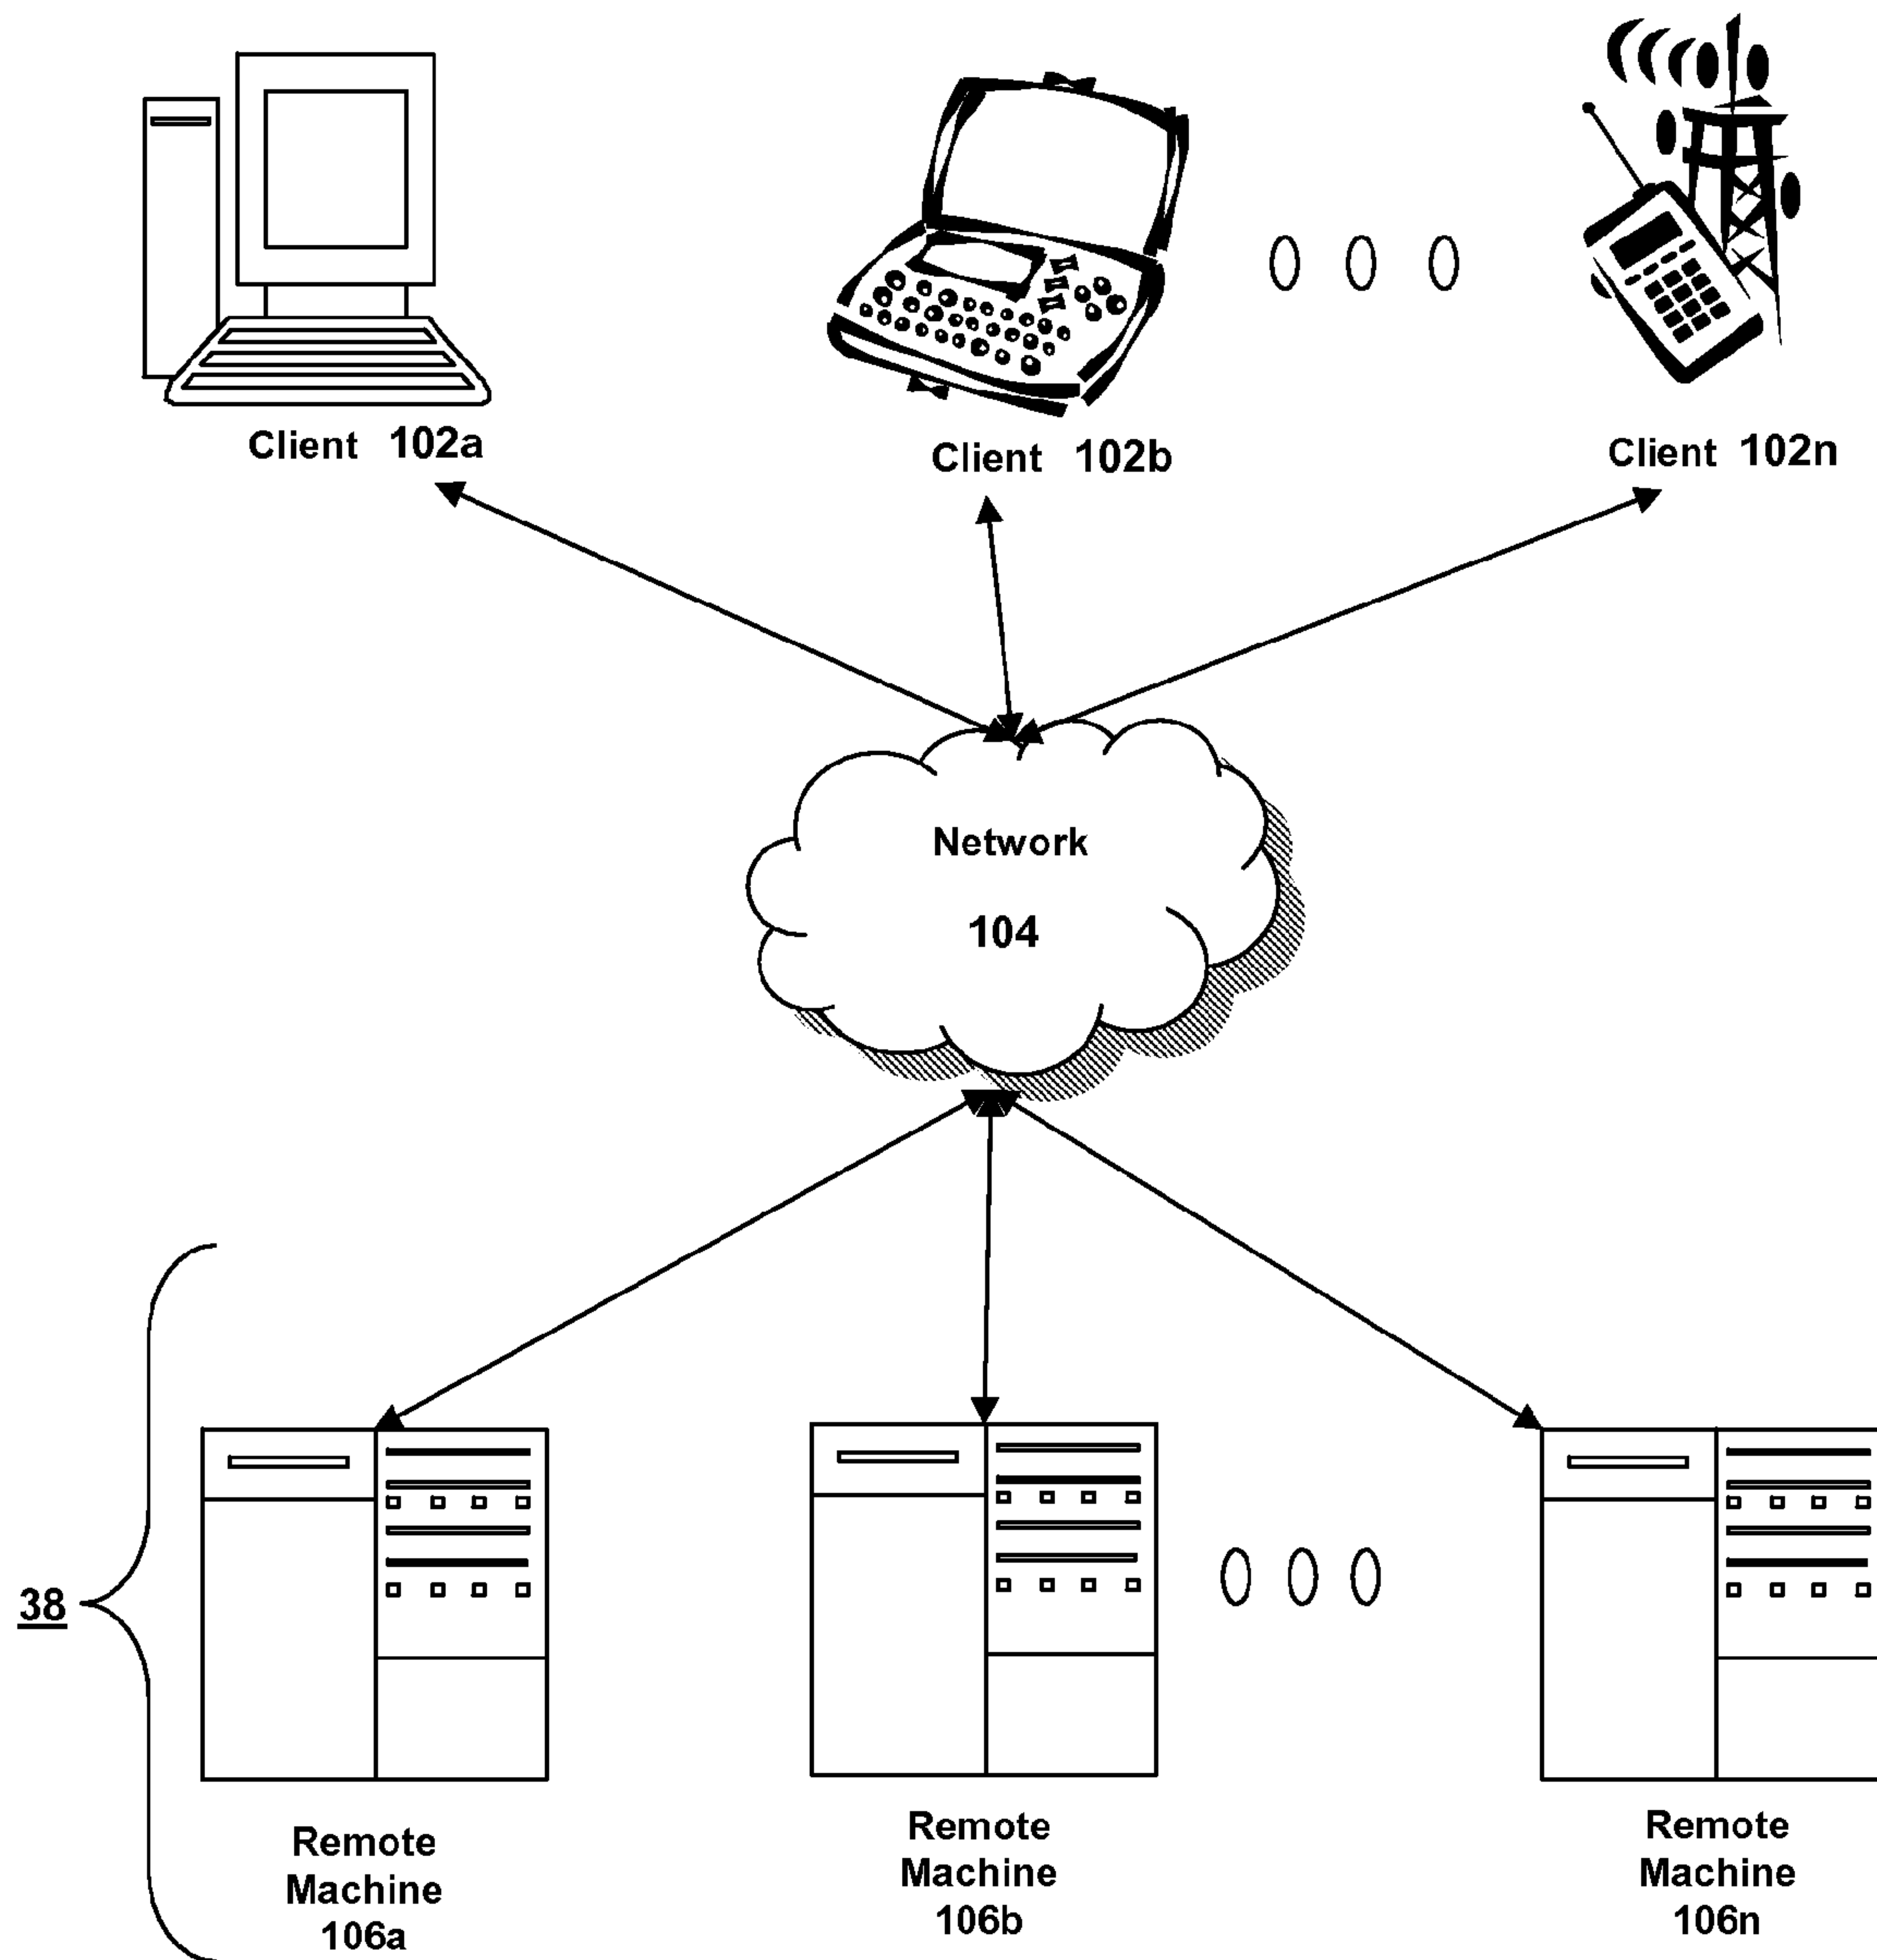 Client 102a
Client 102b
Client 102n
Network
104
38
Remote
Machine
106a
Remote
Machine
106b
Remote
Machine
106n